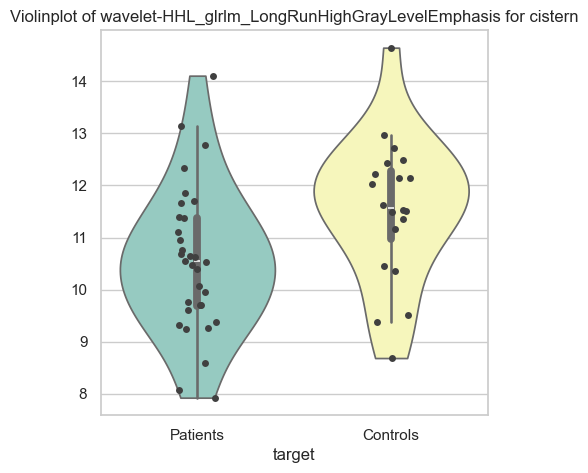 Violinplot of wavelet-HHL_glrlm_LongRunHighGrayLevelEmphasis for cistern
14
13
12
11
10
9
8
Patients
Controls
target